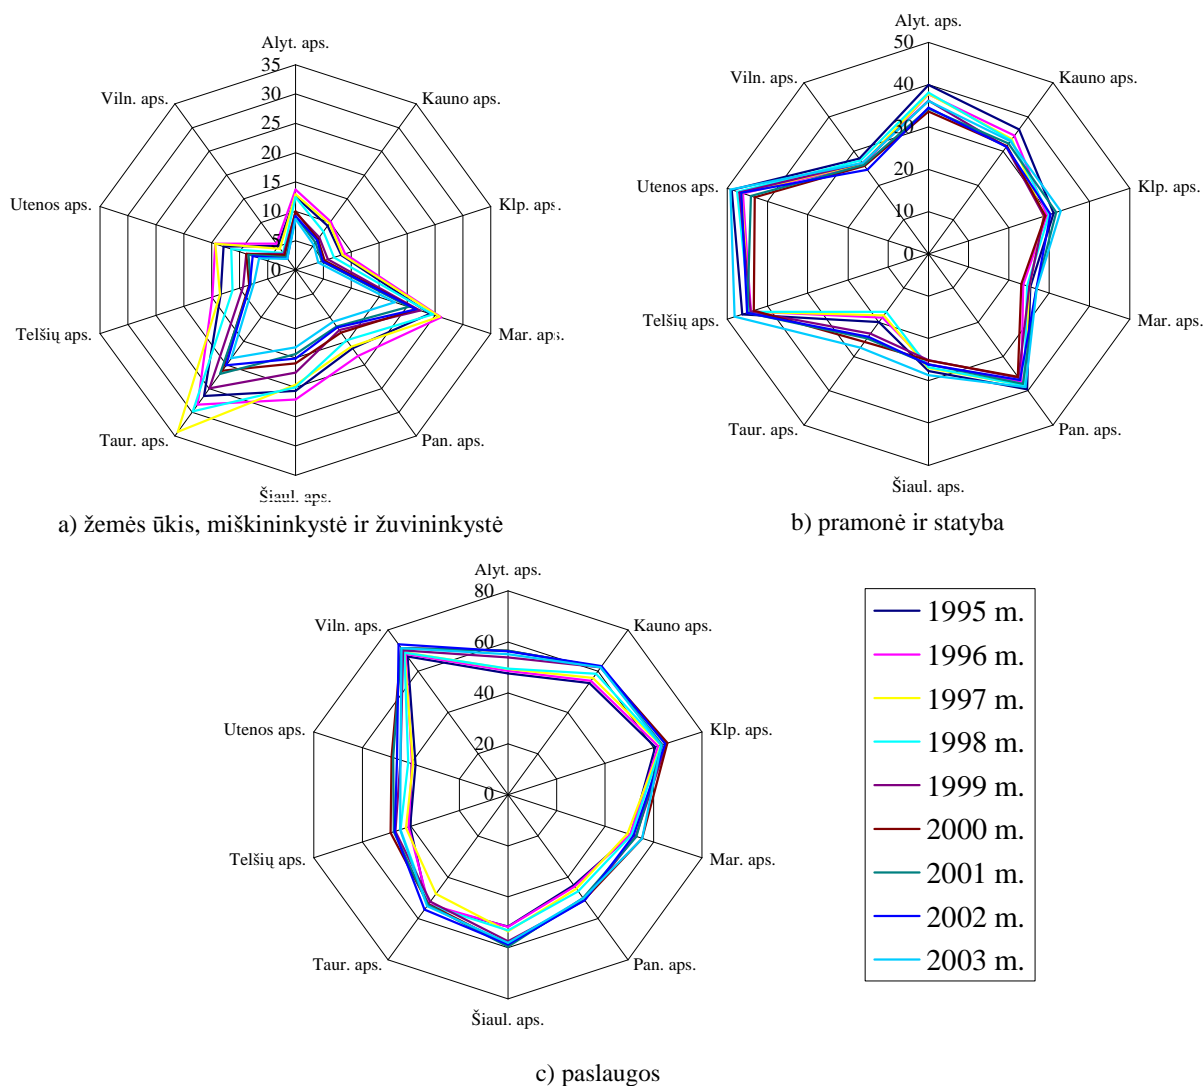 Alyt. aps.
35
30
25
20
15
10
5
0
Kauno aps.
Klp. aps.
Mar. aps.
Pan. aps.
Šiaul. aps.
Taur. aps.
Telšių aps.
Utenos aps.
Viln. aps.
a) žemės ūkis, miškininkystė ir žuvininkystė
Alyt. aps.
50
40
30
20
10
0
Kauno aps.
Klp. aps.
Mar. aps.
Pan. aps.
Šiaul. aps.
Taur. aps.
Telšių aps.
Utenos aps.
Viln. aps.
b) pramonė ir statyba
Alyt. aps.
80
60
40
20
0
Kauno aps.
Klp. aps.
Mar. aps.
Pan. aps.
Šiaul. aps.
Taur. aps.
Telšių aps.
Utenos aps.
Viln. aps.
1995 m.
1996 m.
1997 m.
1998 m.
1999 m.
2000 m.
2001 m.
2002 m.
2003 m.
c) paslaugos